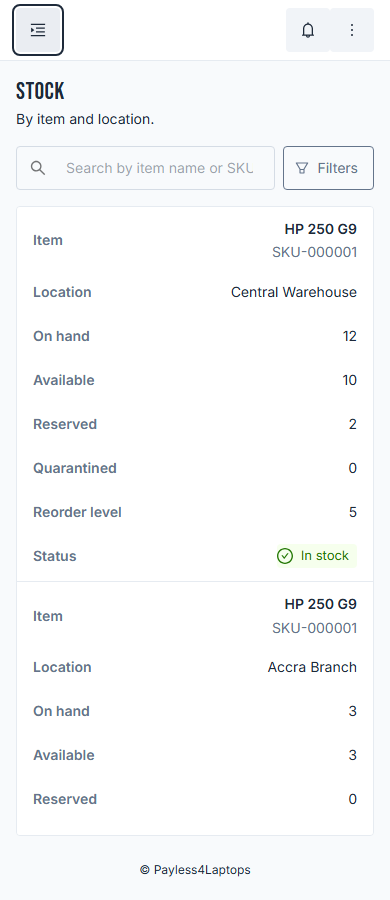 STOCK
By item and location.
Search by item name or SKU
Filters
Item
HP 250 G9
SKU-000001
Location
Central Warehouse
On hand
12
Available
10
Reserved
2
Quarantined
0
Reorder level
5
Status
In stock
Item
HP 250 G9
SKU-000001
Location
Accra Branch
On hand
3
Available
3
Reserved
0
© Payless4Laptops